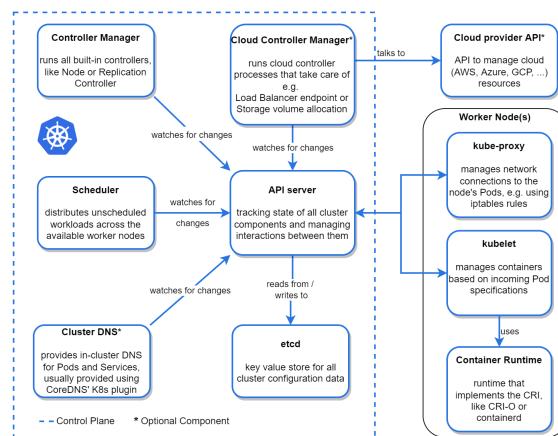 Controller Manager
runs all built-in controllers,
like Node or Replication
Controller
Cloud Controller Manager*
runs cloud controller
processes that take care of
e.g.
Load Balancer endpoint or
Storage volume allocation
talks to
Cloud provider API*
API to manage cloud
(AWS, Azure, GCP, ...)
resources
watches for changes
watches for changes
Worker Node(s)
kube-proxy
manages network
connections to the
node's Pods, e.g. using
iptables rules
Scheduler
distributes unscheduled
workloads across the
available worker nodes
watches for
changes
API server
tracking state of all cluster
components and managing
interactions between them
kubelet
manages containers
based on incoming Pod
specifications
watches for changes
reads from /
writes to
uses
Cluster DNS*
provides in-cluster DNS
for Pods and Services,
usually provided using
CoreDNS' K8s plugin
etcd
key value store for all
cluster configuration data
Container Runtime
runtime that
implements the CRI,
like CRI-O or
containerd
Control Plane
* Optional Component